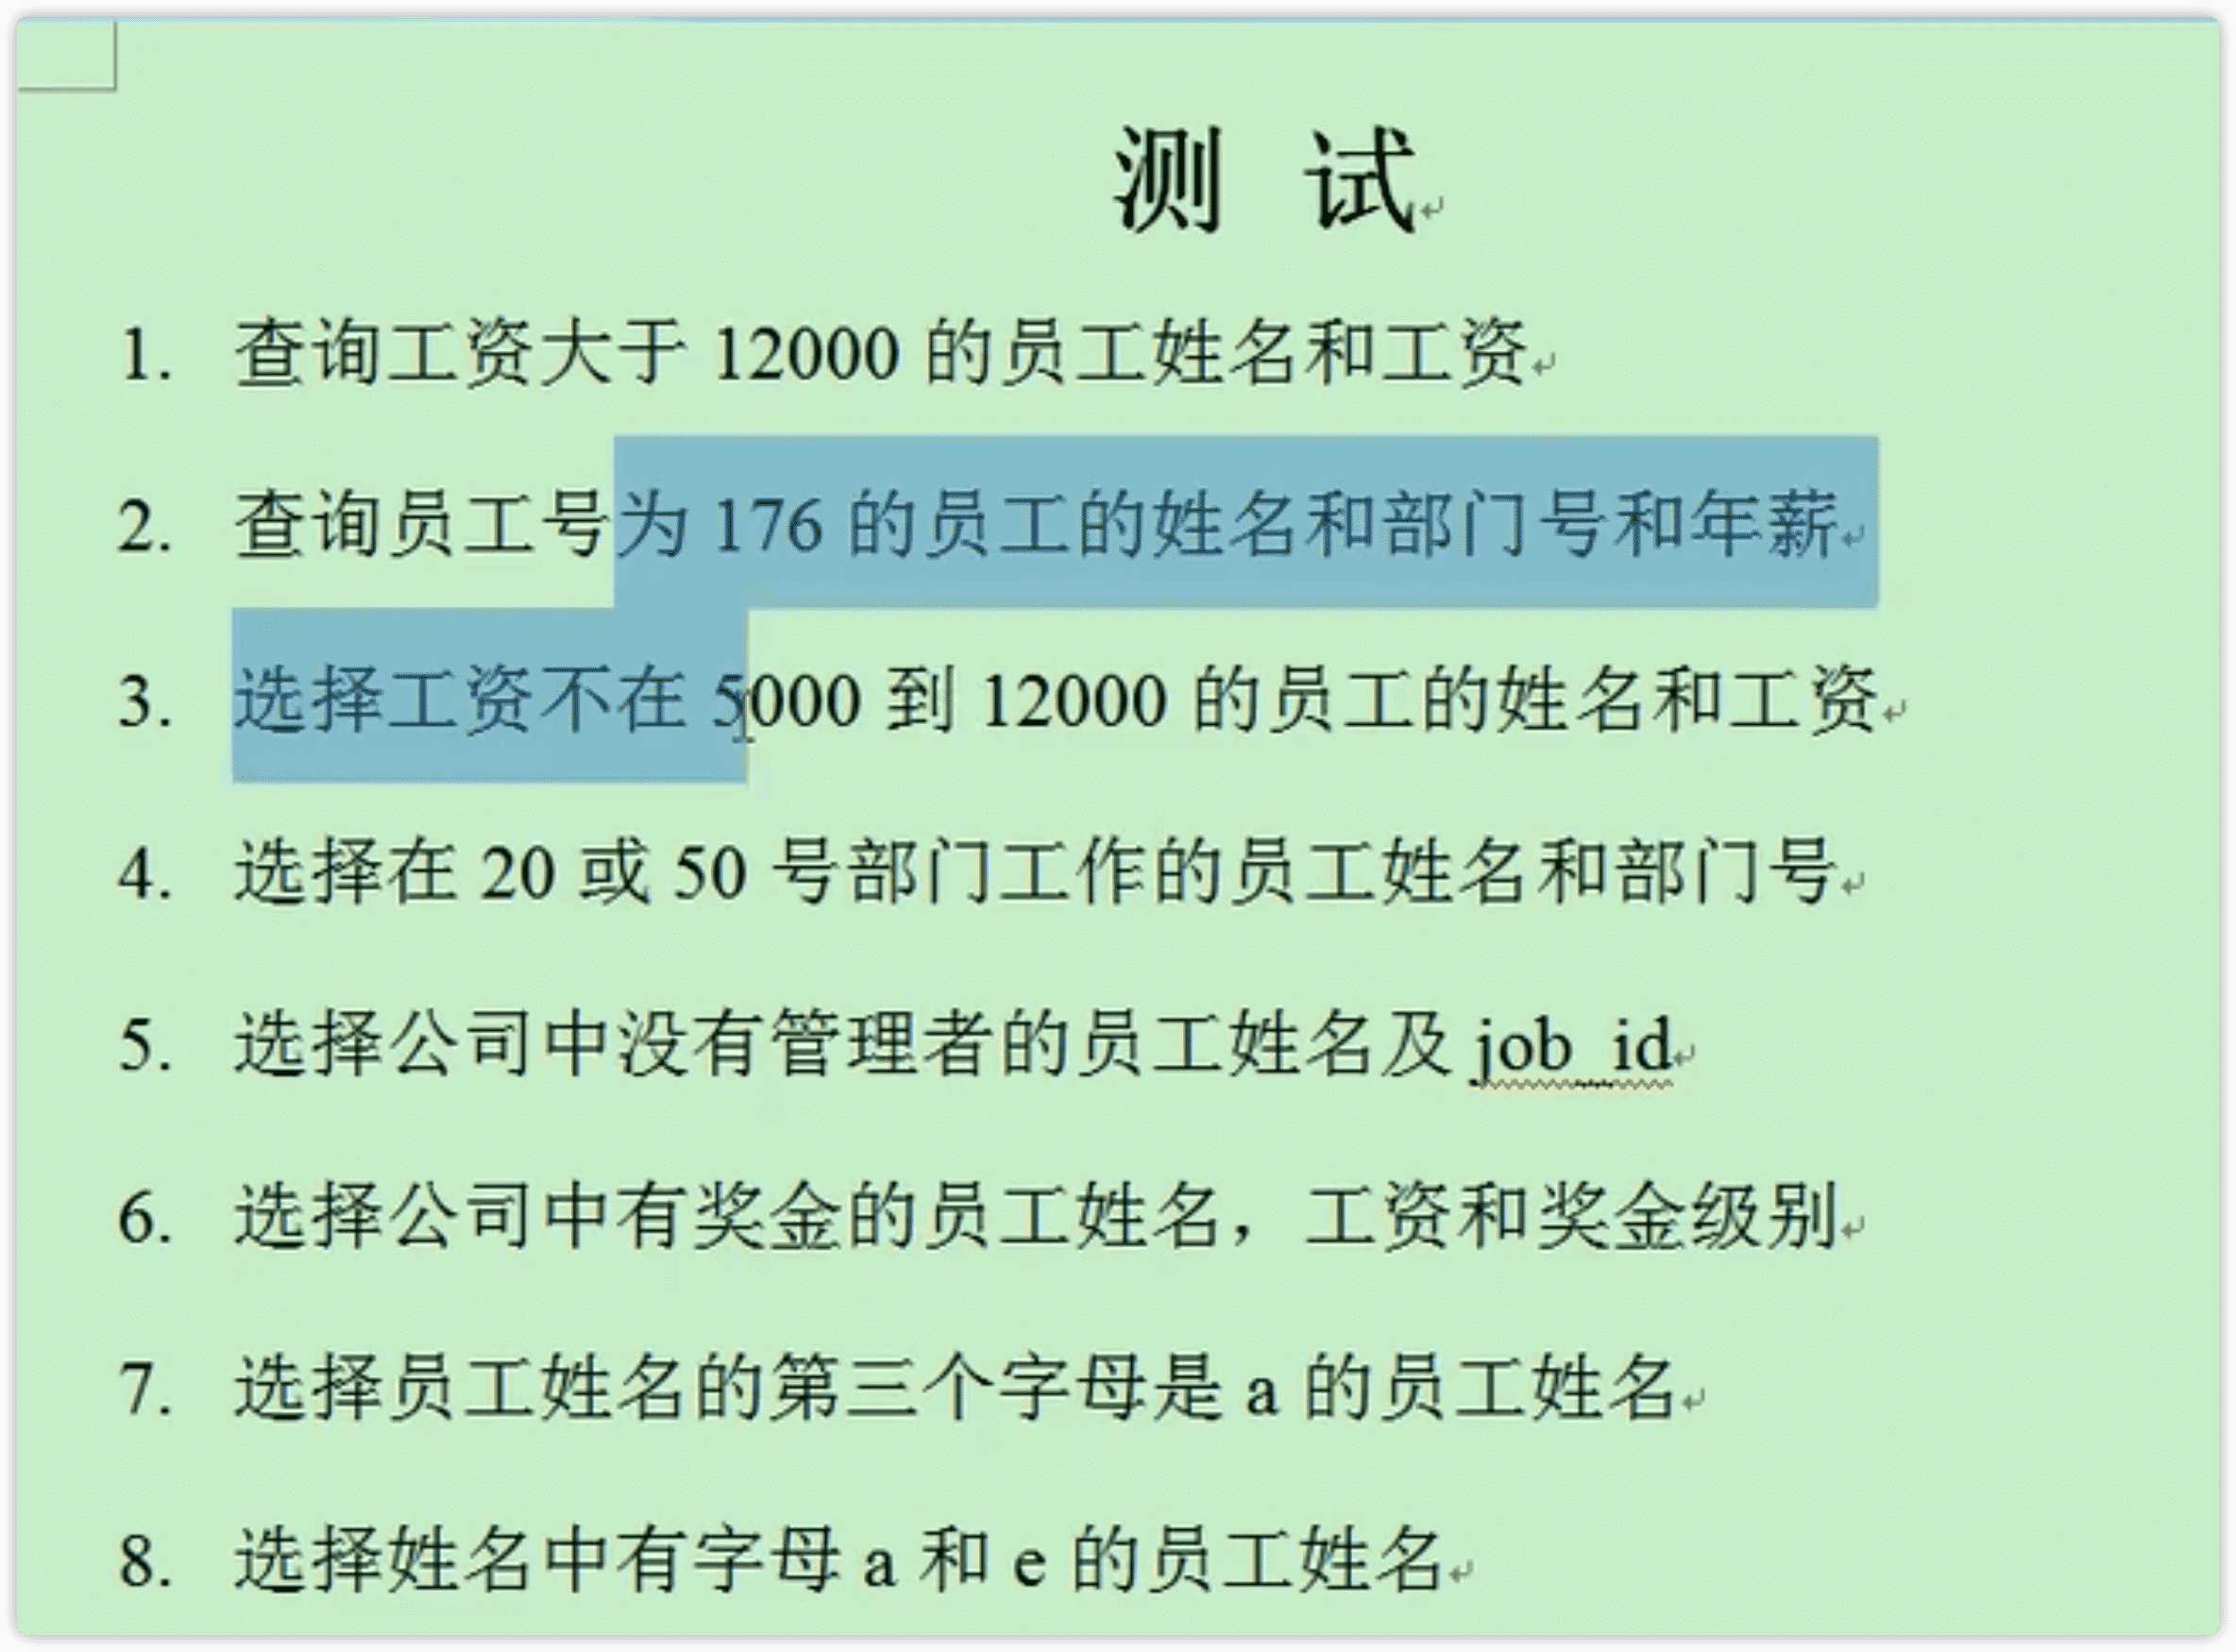 测 试
1. 查询工资大于 12000 的员工姓名和工资
2. 查询员工号为 176 的员工的姓名和部门号和年薪
3. 选择工资不在 5000 到 12000 的员工的姓名和工资
4. 选择在 20 或 50 号部门工作的员工姓名和部门号
5. 选择公司中没有管理者的员工姓名及 job_id
6. 选择公司中有奖金的员工姓名，工资和奖金级别
7. 选择员工姓名的第三个字母是 a 的员工姓名
8. 选择姓名中有字母 a 和 e 的员工姓名